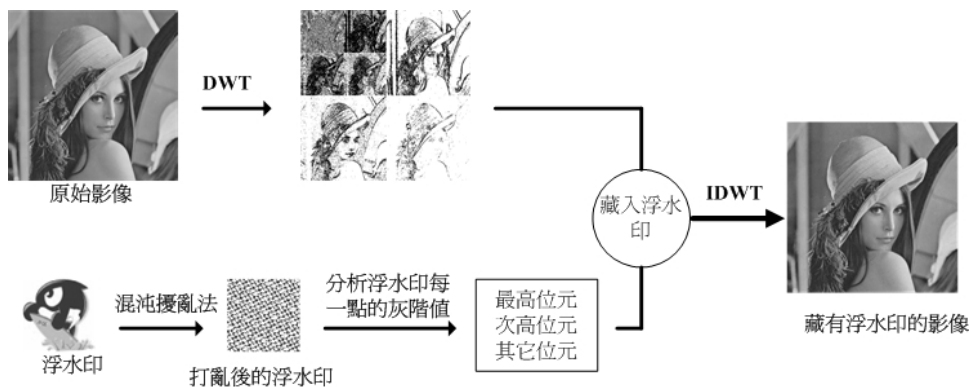 DWT
原始影像
藏入浮水
印
IDWT
藏有浮水印的影像
浮水印
混沌擾亂法
打亂後的浮水印
分析浮水印每
一點的灰階值
最高位元
次高位元
其它位元